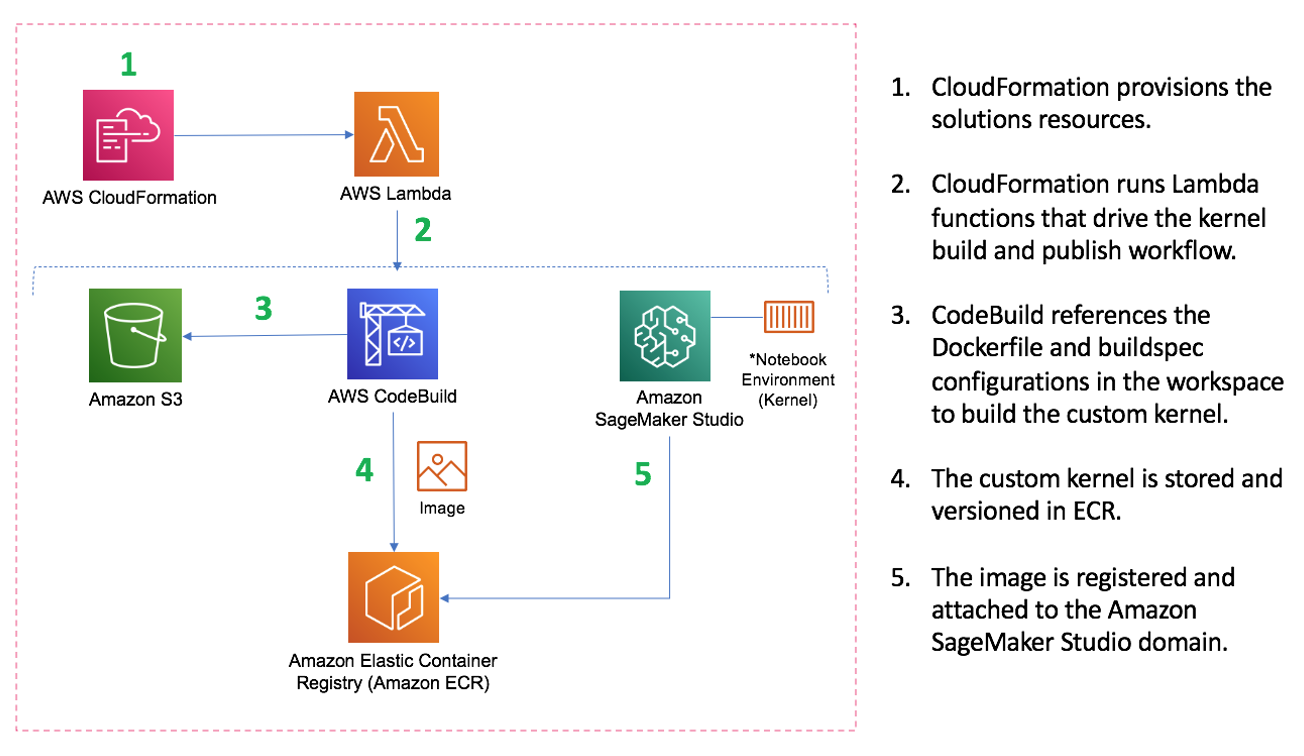 1
AWS CloudFormation
AWS Lambda
2
3
Amazon S3
AWS CodeBuild
Amazon
SageMaker Studio
*Notebook
Environment
(Kernel)
4
Image
5
Amazon Elastic Container
Registry (Amazon ECR)
1. CloudFormation provisions the
solutions resources.
2. CloudFormation runs Lambda
functions that drive the kernel
build and publish workflow.
3. CodeBuild references the
Dockerfile and buildspec
configurations in the workspace
to build the custom kernel.
4. The custom kernel is stored and
versioned in ECR.
5. The image is registered and
attached to the Amazon
SageMaker Studio domain.